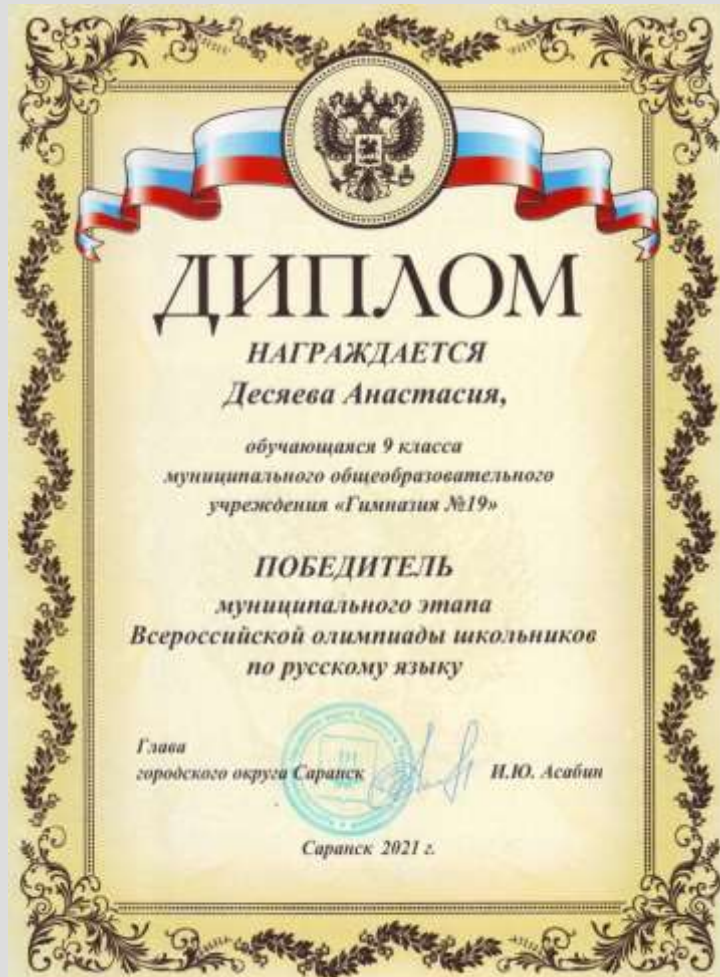 ДИПЛОМ
НАГРАЖДАЕТСЯ
Десяева Анастасия,
обучающаяся 9 класса
муниципального общеобразовательного
учреждения «Гимназия №19»
ПОБЕДИТЕЛЬ
муниципального этапа
Всероссийской олимпиады школьников
по русскому языку
Глава
городского округа Саранск И.Ю. Асабин
Саранск 2021 г.